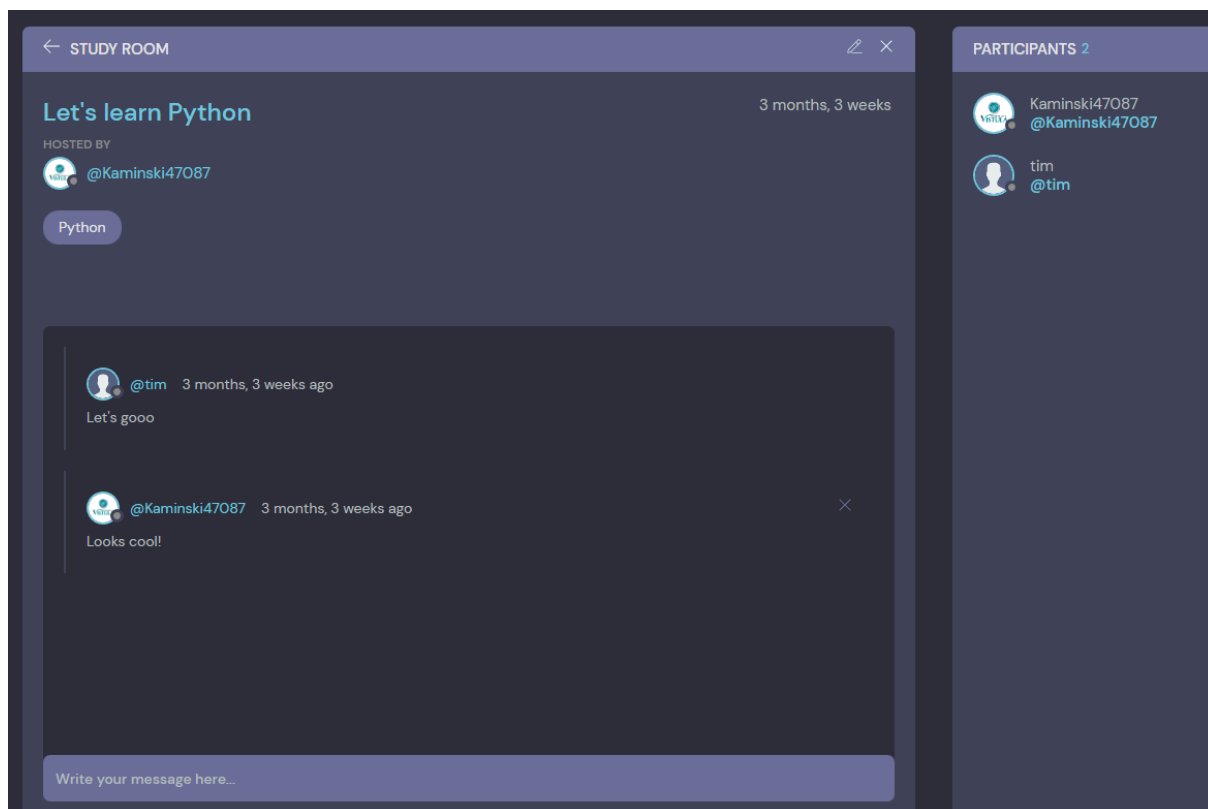 STUDY ROOM
Let's learn Python
3 months, 3 weeks
HOSTED BY
@Kaminski47087
Python
@tim 3 months, 3 weeks ago
Let's gooo
@Kaminski47087 3 months, 3 weeks ago
Looks cool!
Write your message here...
PARTICIPANTS 2
Kaminski47087
@Kaminski47087
tim
@tim